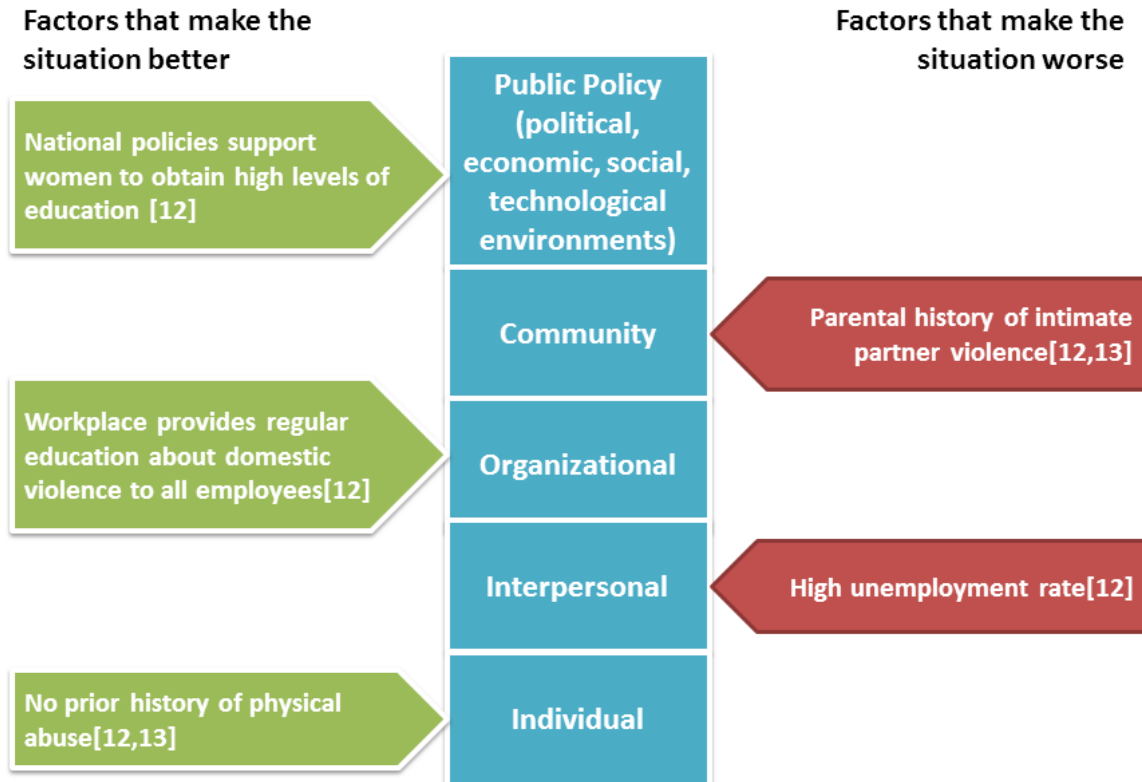 Factors that make the
situation better
Factors that make the
situation worse
Public Policy
(political,
economic, social,
technological
environments)
National policies support
women to obtain high levels of
education [12]
Community
Parental history of intimate
partner violence[12,13]
Workplace provides regular
education about domestic
violence to all employees[12]
Organizational
Interpersonal
High unemployment rate[12]
No prior history of physical
abuse[12,13]
Individual